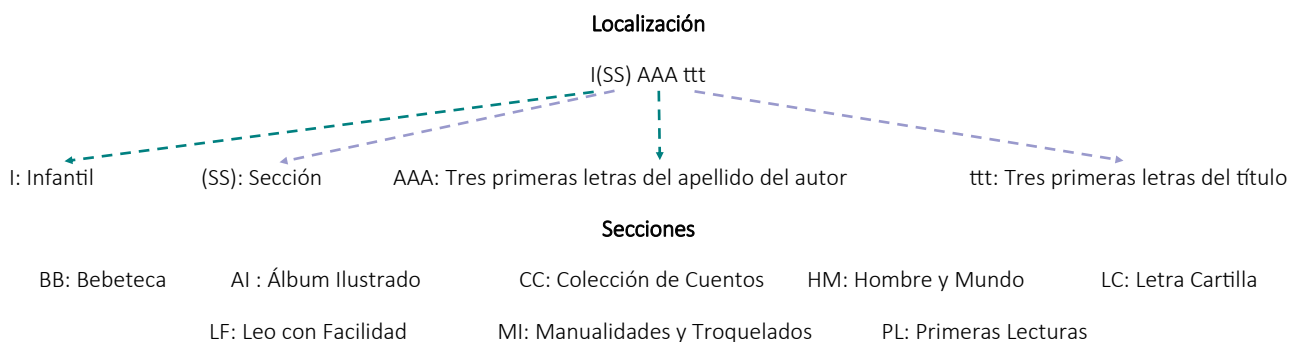 Localización
I(SS) AAA ttt
I: Infantil (SS): Sección AAA: Tres primeras letras del apellido del autor ttt: Tres primeras letras del título
Secciones
BB: Bebeteca AI : Álbum Ilustrado CC: Colección de Cuentos HM: Hombre y Mundo LC: Letra Cartilla
LF: Leo con Facilidad MI: Manualidades y Troquelados PL: Primeras Lecturas